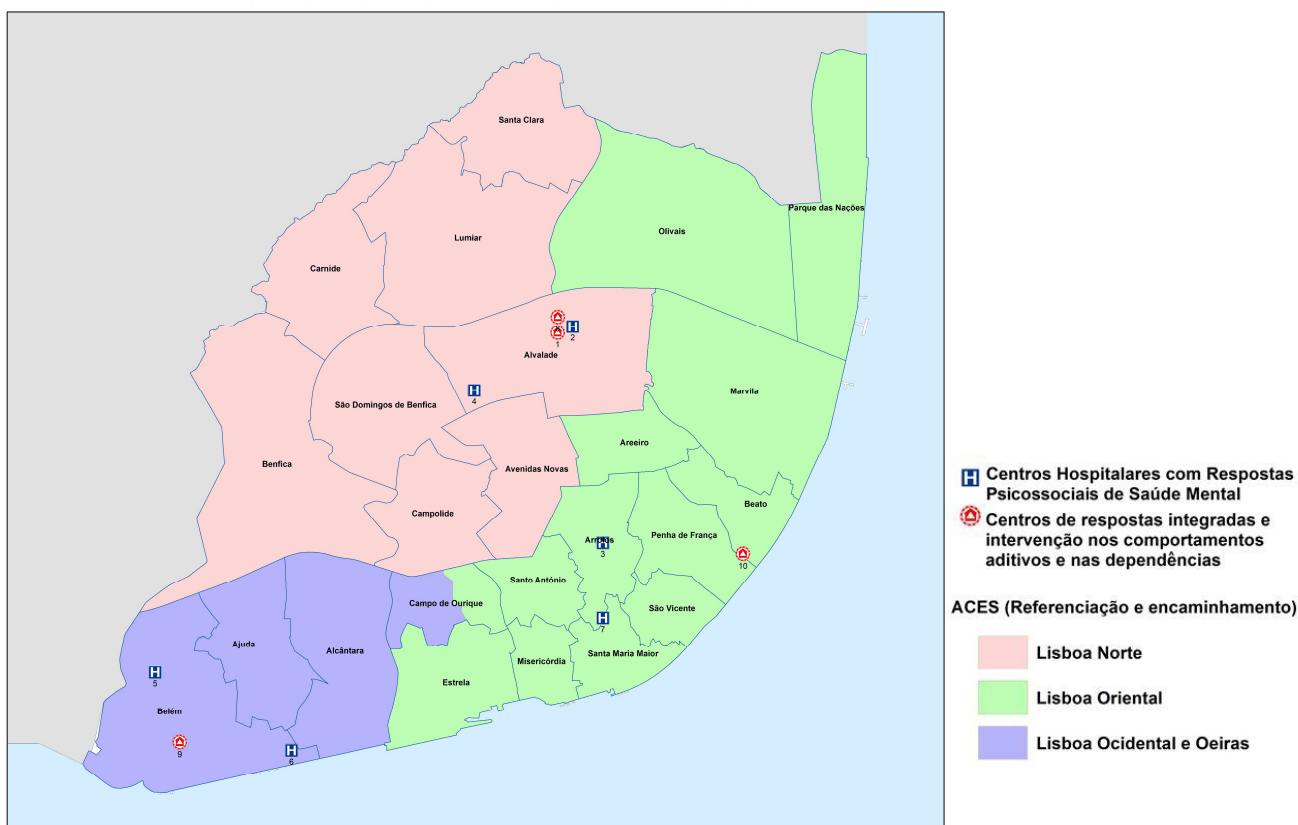 Santa Clara
Parque das Nações
Olivais
Lumiar
Carnide
2
1
Alvalade
4
Marvila
São Domingos de Benfica
Areeiro
Benfica
Avenidas Novas
Beato
Campolide
Penha de França
Arroios
3
10
Santo António
Campo de Ourique
São Vicente
7
Ajuda
Alcântara
Santa Maria Maior
Misericórdia
Estrela
5
Belém
9
6
H Centros Hospitalares com Respostas
Psicossociais de Saúde Mental
Centros de respostas integradas e
intervenção nos comportamentos
aditivos e nas dependências
ACES (Referenciação e encaminhamento)
Lisboa Norte
Lisboa Oriental
Lisboa Ocidental e Oeiras